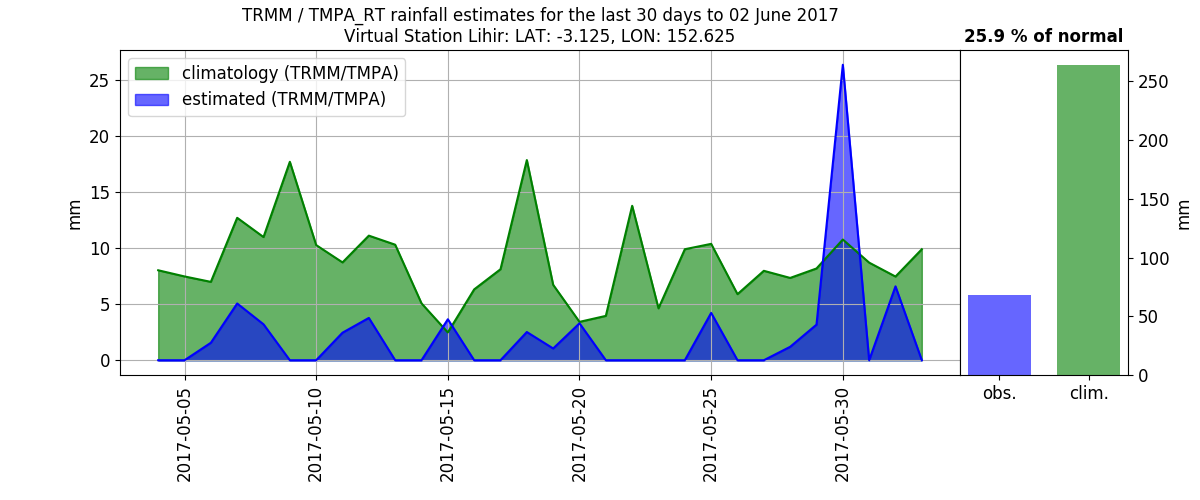 TRMM / TMPA_RT rainfall estimates for the last 30 days to 02 June 2017
Virtual Station Lihir: LAT: -3.125, LON: 152.625
25.9 % of normal
climatology (TRMM/TMPA)
estimated (TRMM/TMPA)
25
20
15
10
5
0
mm
250
200
150
100
50
0
mm
2017-05-05
2017-05-10
2017-05-15
2017-05-20
2017-05-25
2017-05-30
obs.
clim.